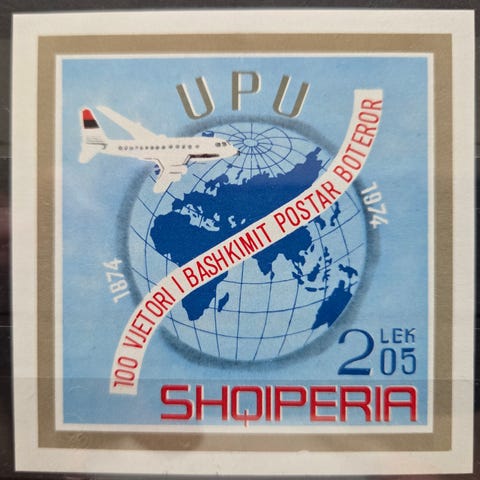 UPU
1874
100 VJETORI I BASHKIMIT POSTAR BOTEROR
1974
2 LEK
05
SHQIPERIA